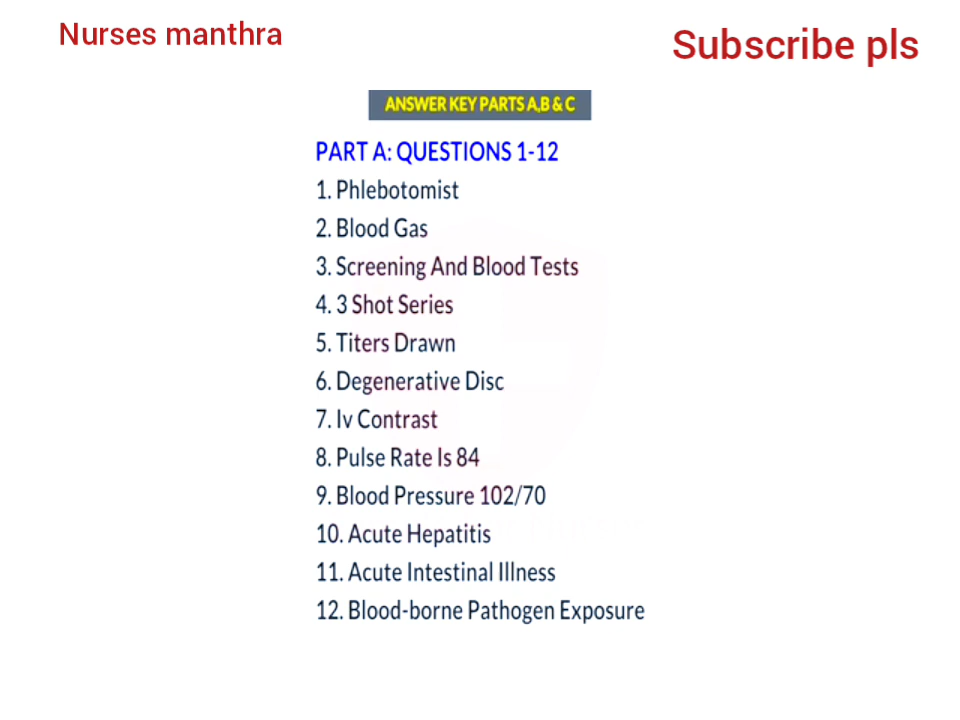 Nurses manthra
Subscribe pls
ANSWER KEY PARTS A,B & C
PART A: QUESTIONS 1-12
1. Phlebotomist
2. Blood Gas
3. Screening And Blood Tests
4. 3 Shot Series
5. Titers Drawn
6. Degenerative Disc
7. Iv Contrast
8. Pulse Rate Is 84
9. Blood Pressure 102/70
10. Acute Hepatitis
11. Acute Intestinal Illness
12. Blood-borne Pathogen Exposure